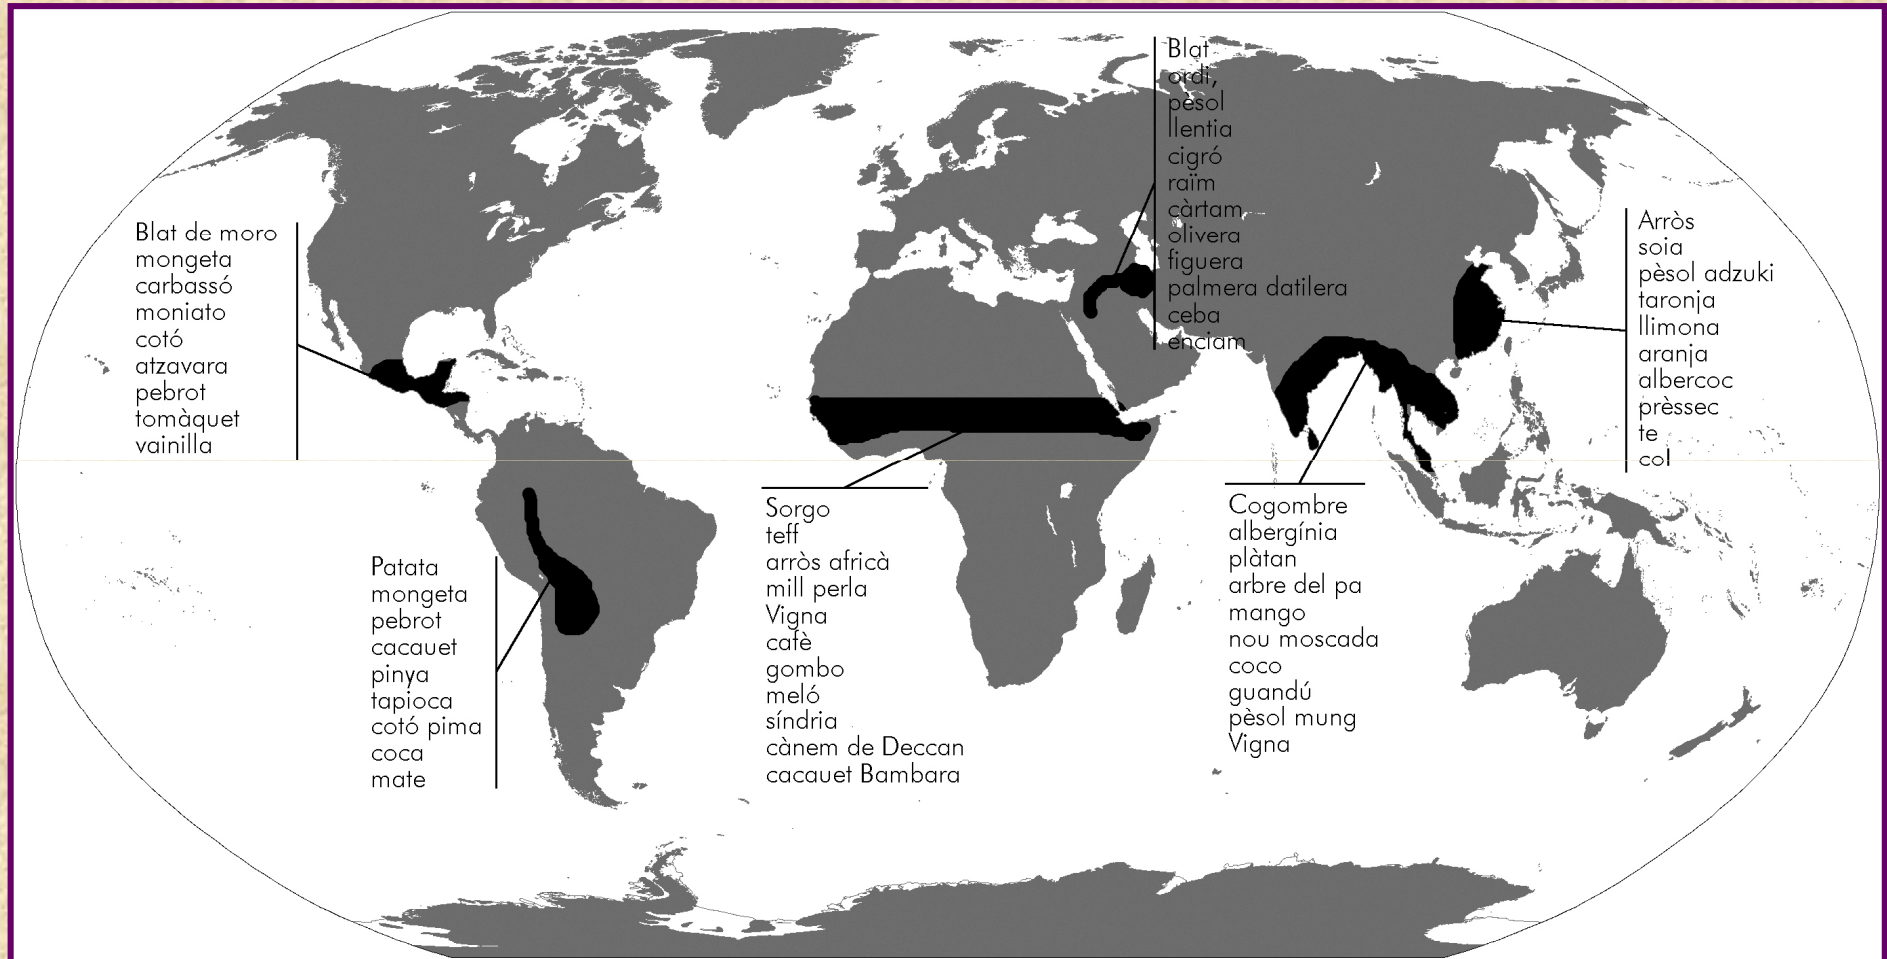 Blat de moro
mongeta
carbassó
moniato
cotó
atzavara
pebrot
tomàquet
vainilla
Patata
mongeta
pebrot
cacauet
pinya
tapioca
cotó pima
coca
mate
Sorgo
teff
arròs africà
mill perla
Vigna
cafè
gombo
meló
síndria
cànem de Deccan
cacauet Bambara
Blat
ordi,
pèsol
llentia
cigró
raïm
càrtam
olivera
figuera
palmera datilera
ceba
enciam
Cogombre
albergínia
plàtan
arbre del pa
mango
nou moscada
coco
guandú
pèsol mung
Vigna
Arròs
soia
pèsol adzuki
taronja
llimona
aranja
albercoc
prèssec
te
col